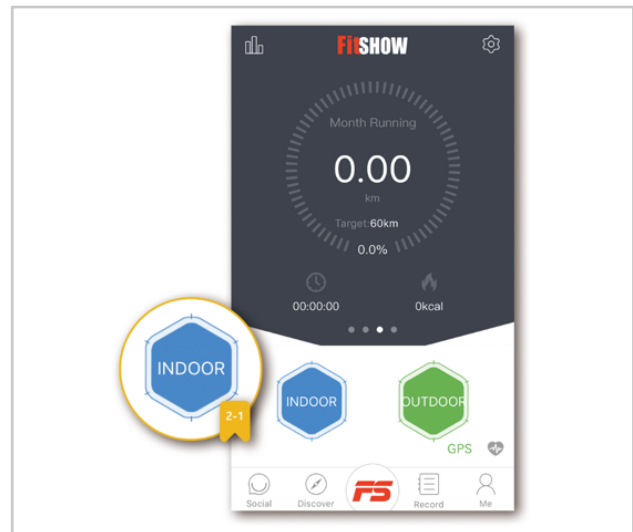 FitSHOW
Month Running
0.00
km
Target:60km
0.0%
00:00:00 0kcal
INDOOR
2-1
INDOOR OUTDOOR
GPS
FS
Social Discover Record Me